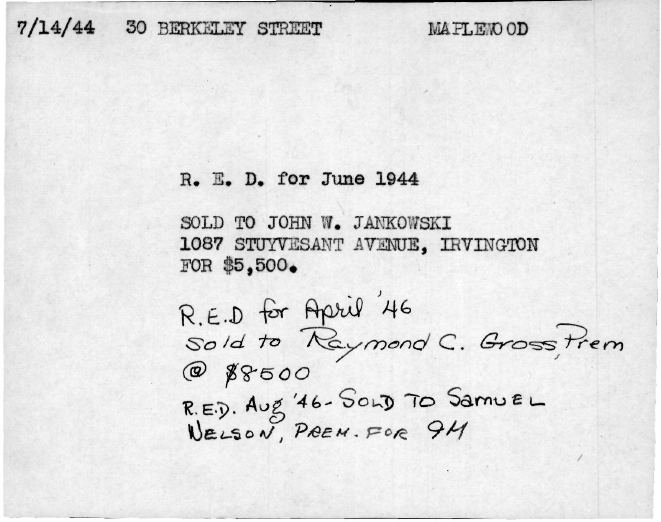 7/14/44 30 BERKELEY STREET MAPLEWOOD
R. E. D. for June 1944
SOLD TO JOHN W. JANKOWSKI
1087 STUYVESANT AVENUE, IRVINGTON
FOR $5,500.
R.E.D for April '46
Sold to Raymond C. Gross, Prem
@ $8500
R.E.D. Aug '46 - SOLD TO SAMUEL
NELSON, PREM. FOR 9M